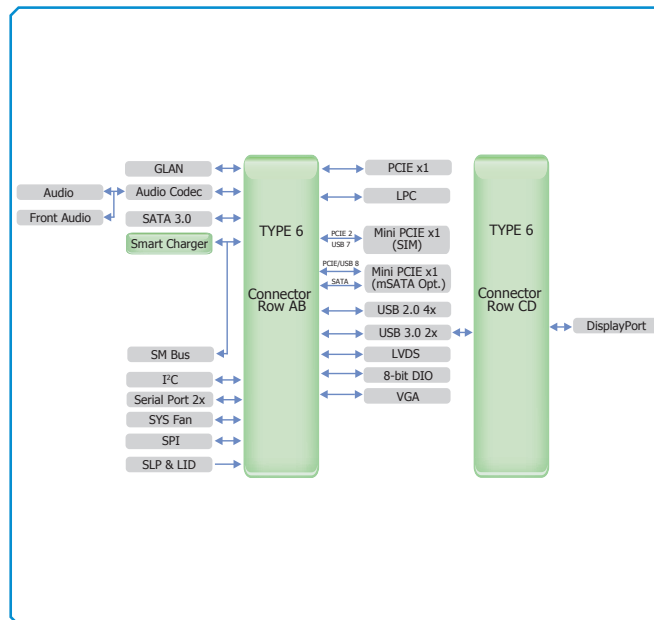 GLAN
Audio
Audio Codec
Front Audio
SATA 3.0
Smart Charger
SM Bus
I²C
Serial Port 2x
SYS Fan
SPI
SLP & LID
TYPE 6
Connector
Row AB
PCIE x1
LPC
PCIE 2
USB 7
Mini PCIE x1
(SIM)
PCIE/USB 8
SATA
Mini PCIE x1
(mSATA Opt.)
USB 2.0 4x
USB 3.0 2x
LVDS
8-bit DIO
VGA
TYPE 6
Connector
Row CD
DisplayPort